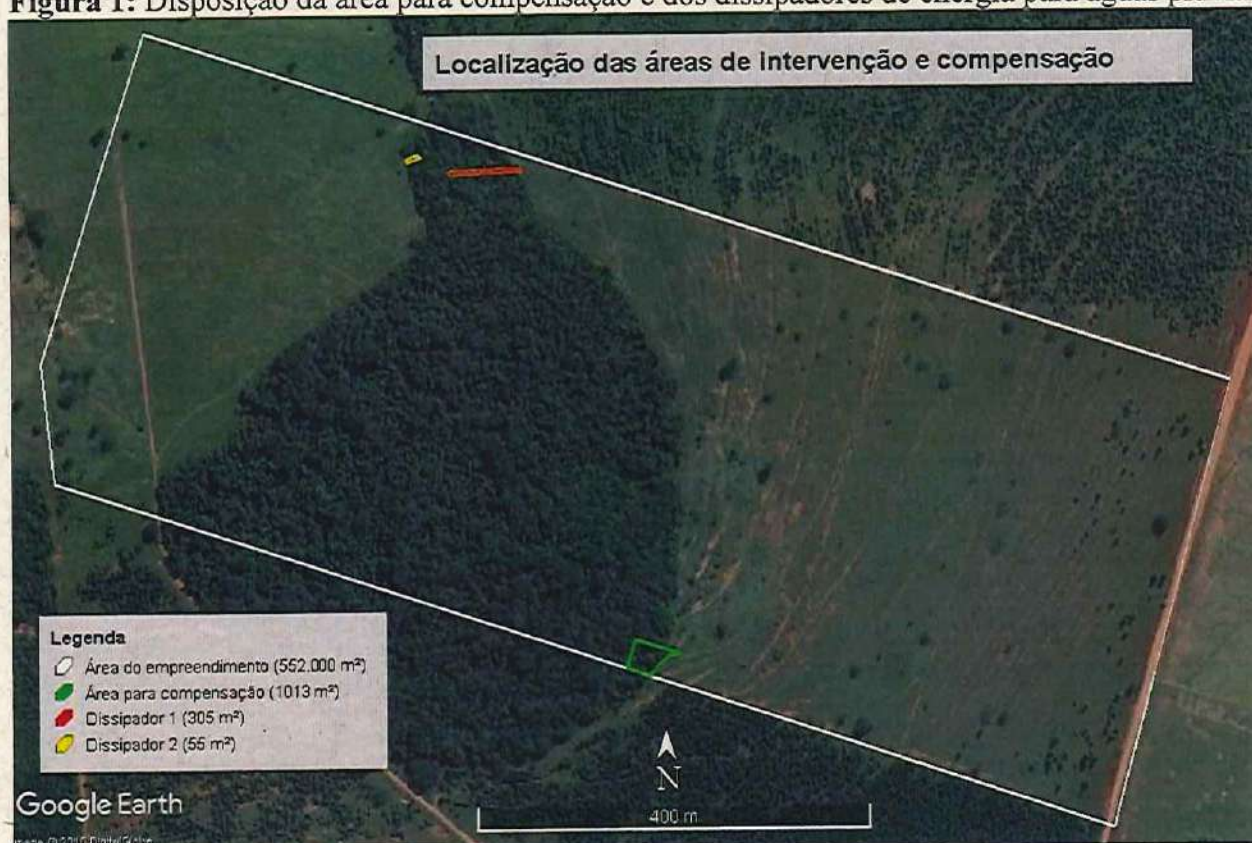 Figura 1: Disposição da área para compensação e dos dissipadores de energia para águas
Localização das áreas de intervenção e compensação
Legenda
Área do empreendimento (552.000 m²)
Área para compensação (1013 m²)
Dissipador 1 (305 m²)
Dissipador 2 (55 m²)
N
400 m
Google Earth